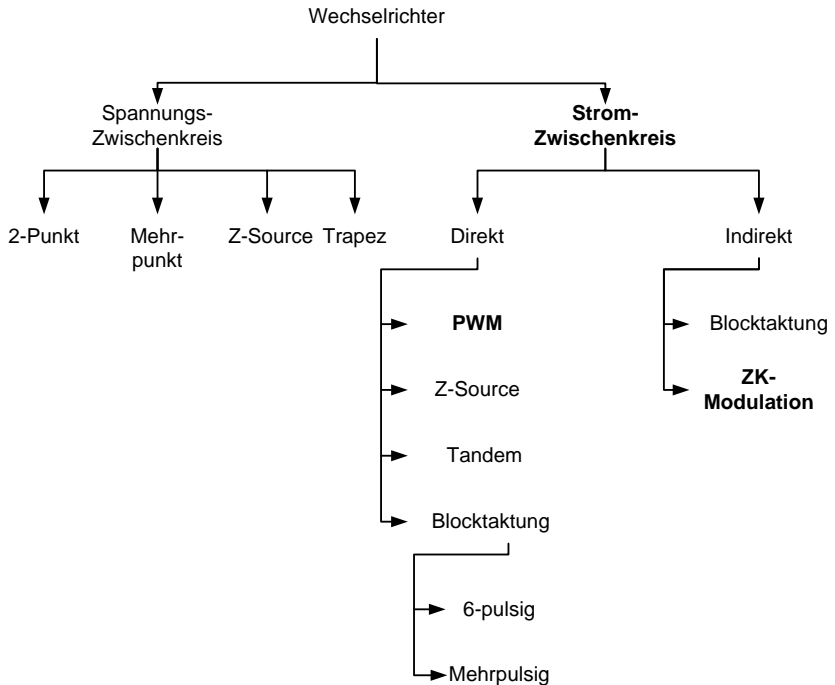 Wechselrichter
Spannungs-
Zwischenkreis
Strom-
Zwischenkreis
2-Punkt
Mehr-
punkt
Z-Source
Trapez
Direkt
Indirekt
PWM
Z-Source
Tandem
Blocktaktung
6-pulsig
Mehrpulsig
Blocktaktung
ZK-
Modulation